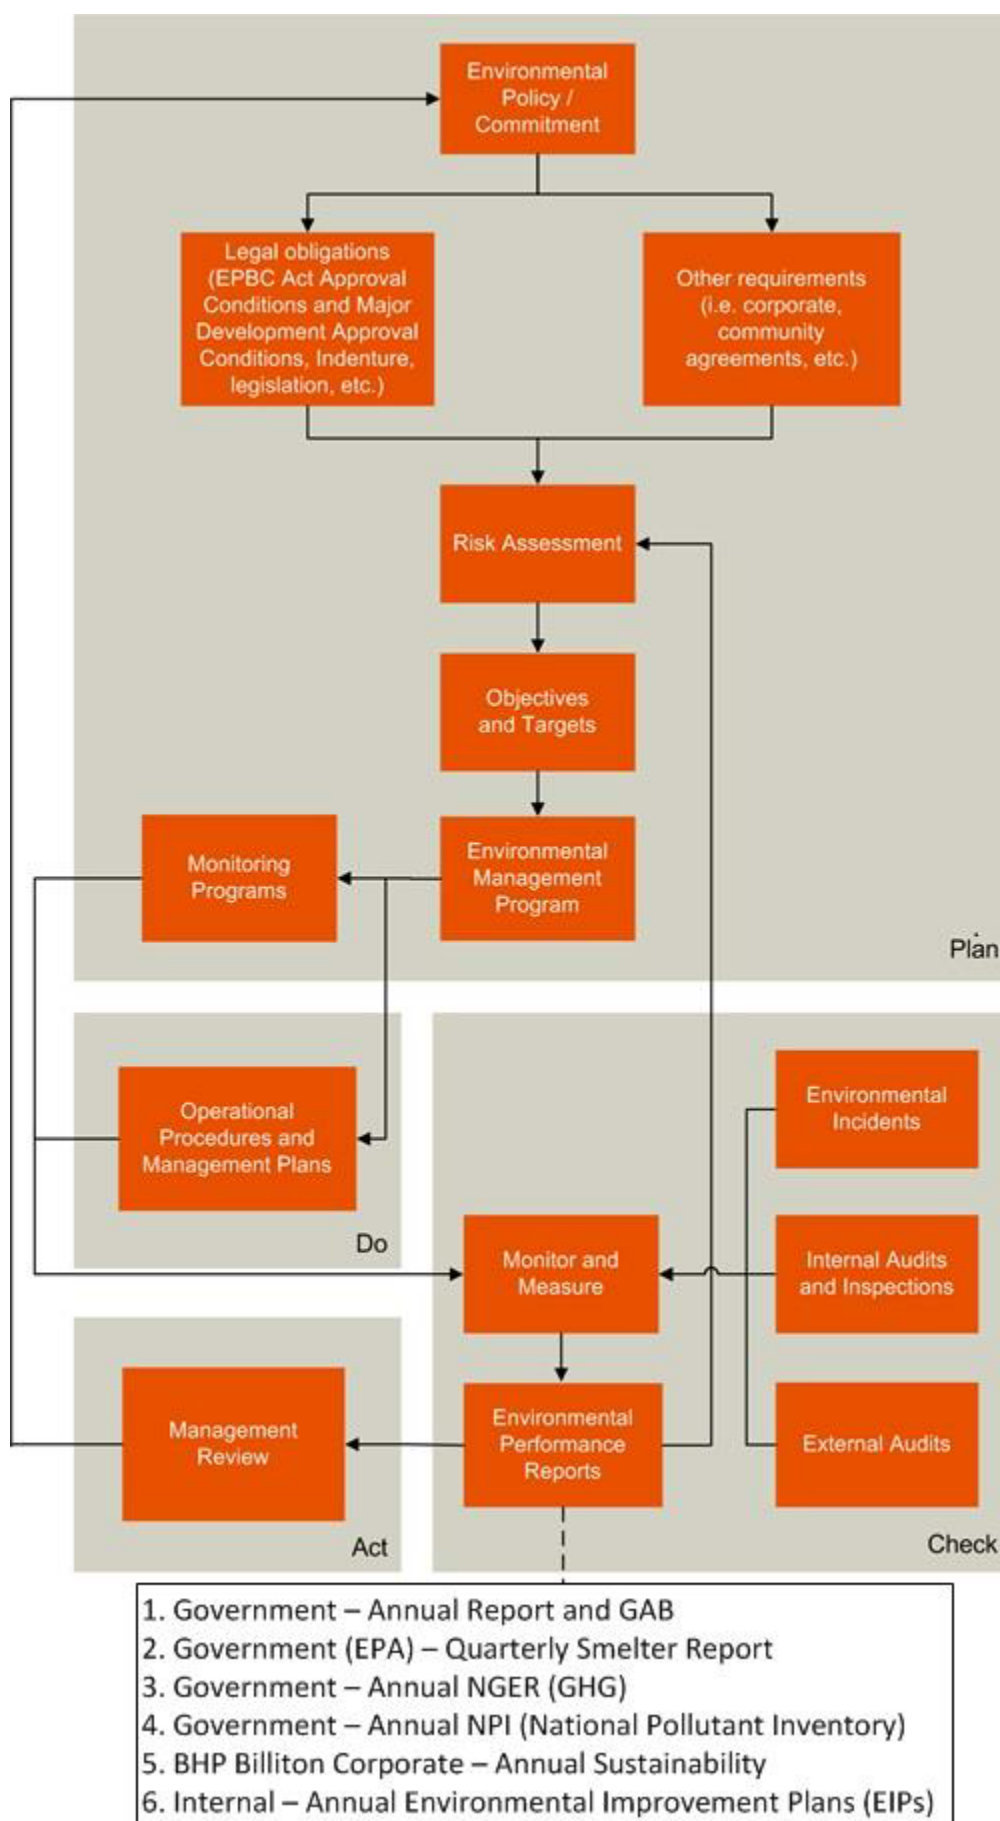 Environmental
Policy /
Commitment
Legal obligations
(EPBC Act Approval
Conditions and Major
Development Approval
Conditions, Indenture,
legislation, etc.)
Other requirements
(i.e. corporate,
community
agreements, etc.)
Risk Assessment
Objectives
and Targets
Monitoring
Programs
Environmental
Management
Program
Plan
Operational
Procedures and
Management Plans
Do
Environmental
Incidents
Monitor and
Measure
Internal Audits
and Inspections
Management
Review
Environmental
Performance
Reports
External Audits
Act
Check
1. Government – Annual Report and GAB
2. Government (EPA) – Quarterly Smelter Report
3. Government – Annual NGER (GHG)
4. Government – Annual NPI (National Pollutant Inventory)
5. BHP Billiton Corporate – Annual Sustainability
6. Internal – Annual Environmental Improvement Plans (EIPs)